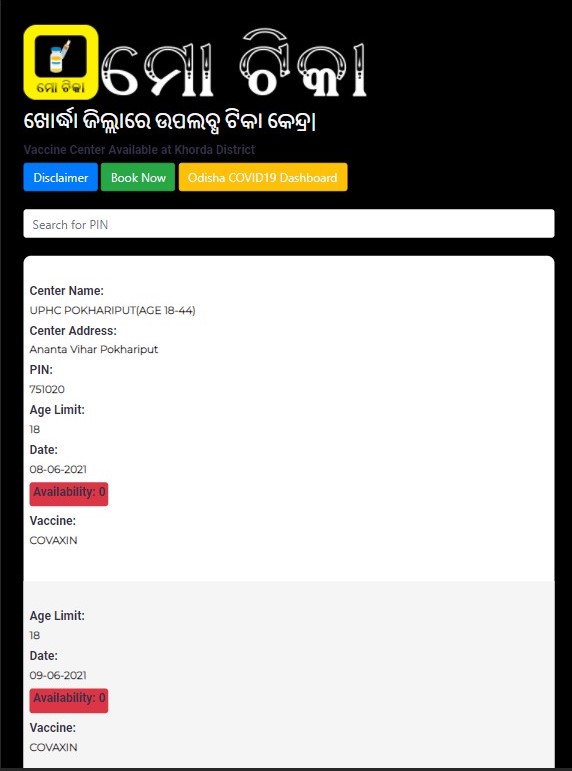 ମୋ ଟିକା
ମୋ ଟିକା
ଖୋର୍ଦ୍ଧା ଜିଲ୍ଲାରେ ଉପଲବ୍ଧ ଟିକା କେନ୍ଦ୍ର।
Vaccine Center Available at Khorda District
Disclaimer Book Now Odisha COVID19 Dashboard
Search for PIN
Center Name:
UPHC POKHARIPUT(AGE 18-44)
Center Address:
Ananta Vihar Pokhariput
PIN:
751020
Age Limit:
18
Date:
08-06-2021
Availability: 0
Vaccine:
COVAXIN
Age Limit:
18
Date:
09-06-2021
Availability: 0
Vaccine:
COVAXIN